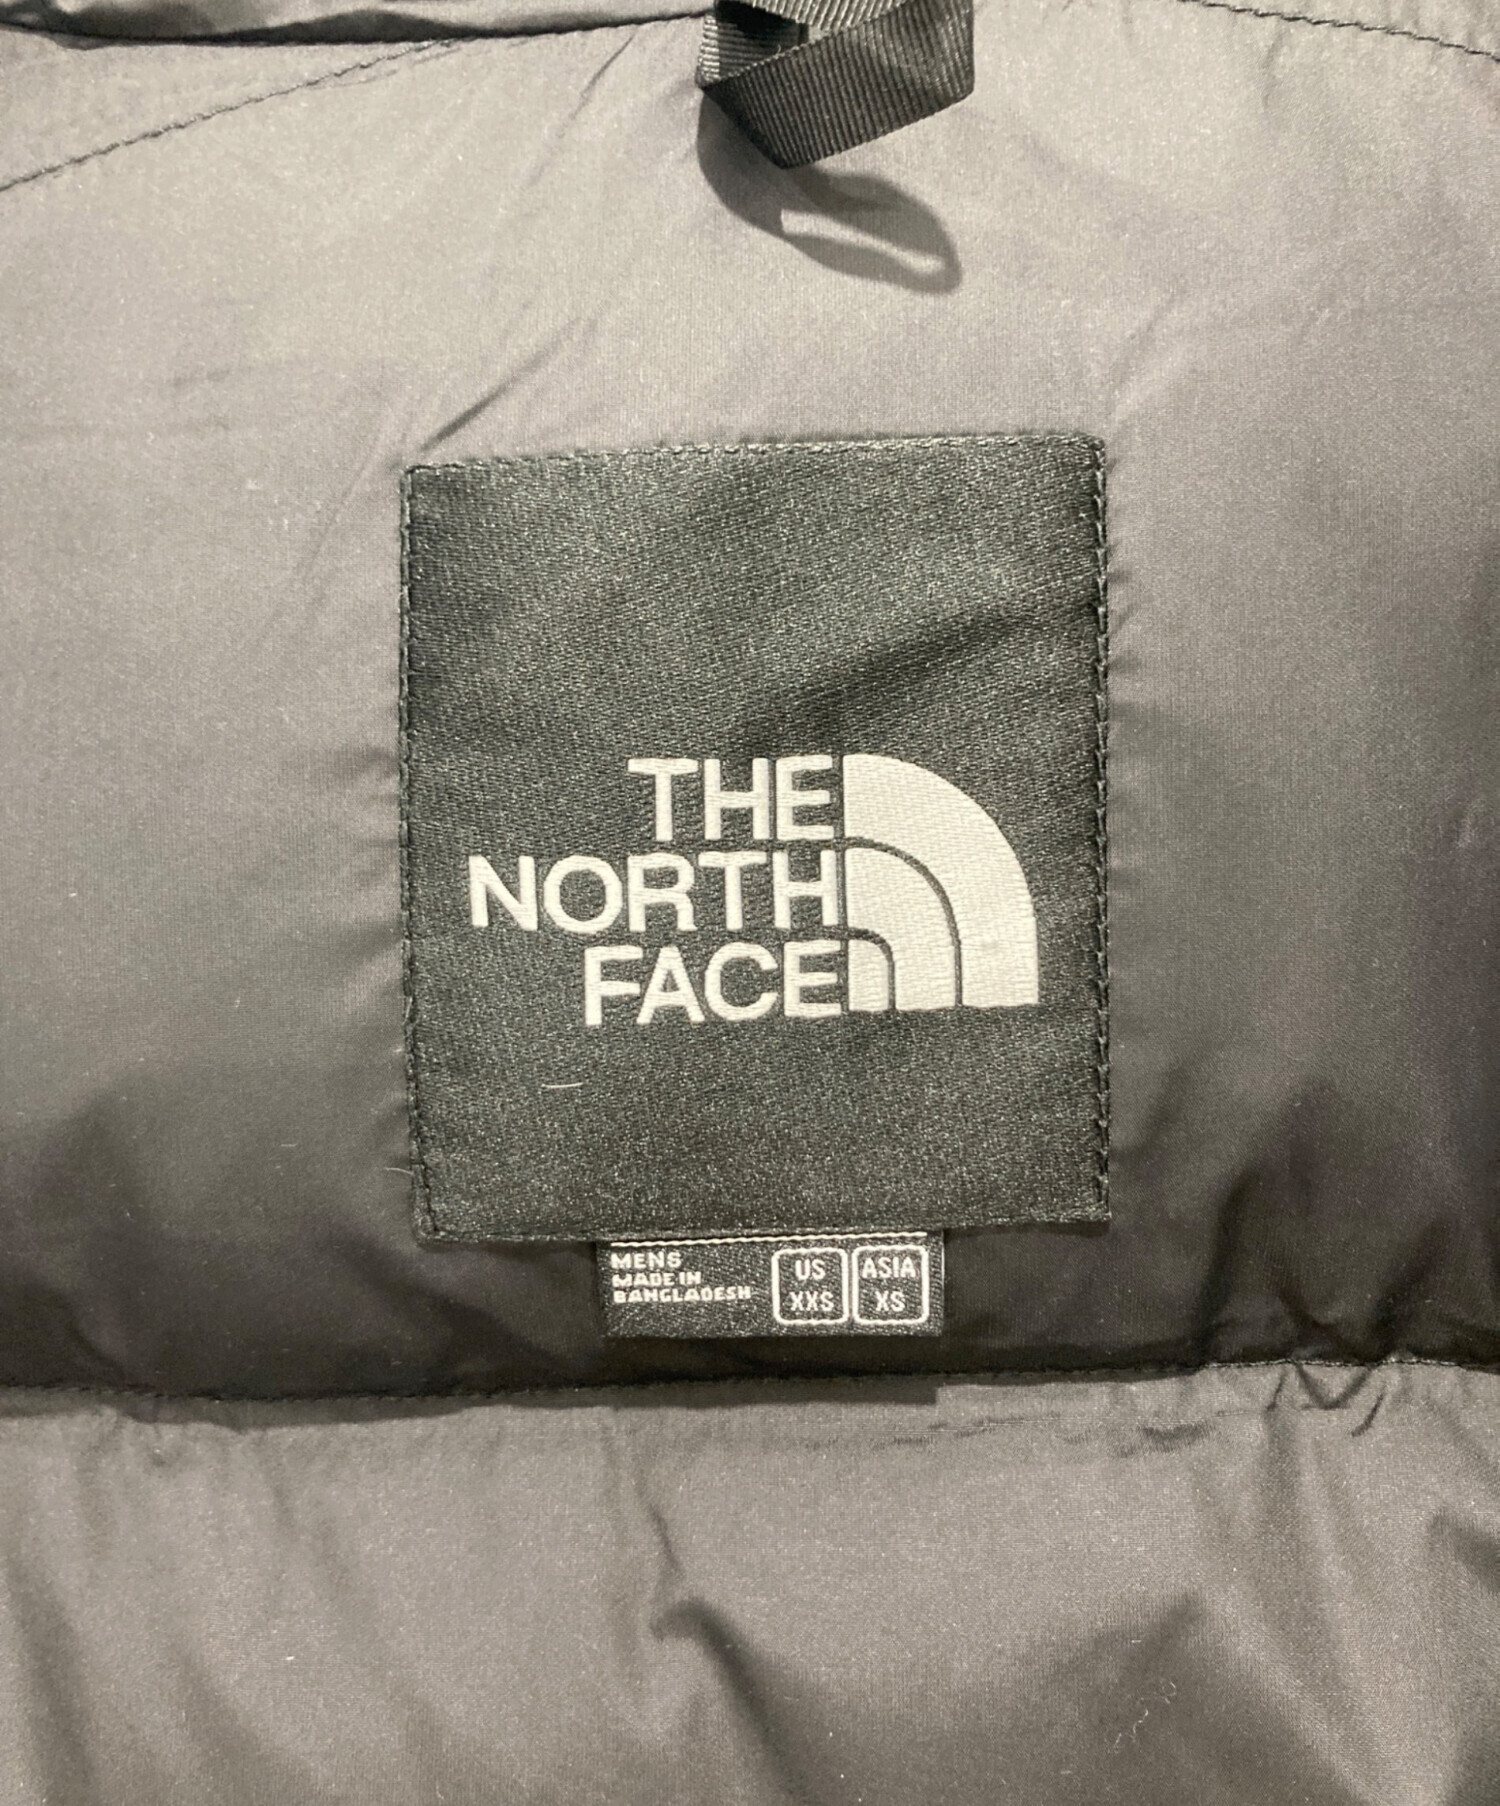 THE
NORTH
FACE
MENS
MADE IN
BANGLADESH
US
XXS
ASIA
XS